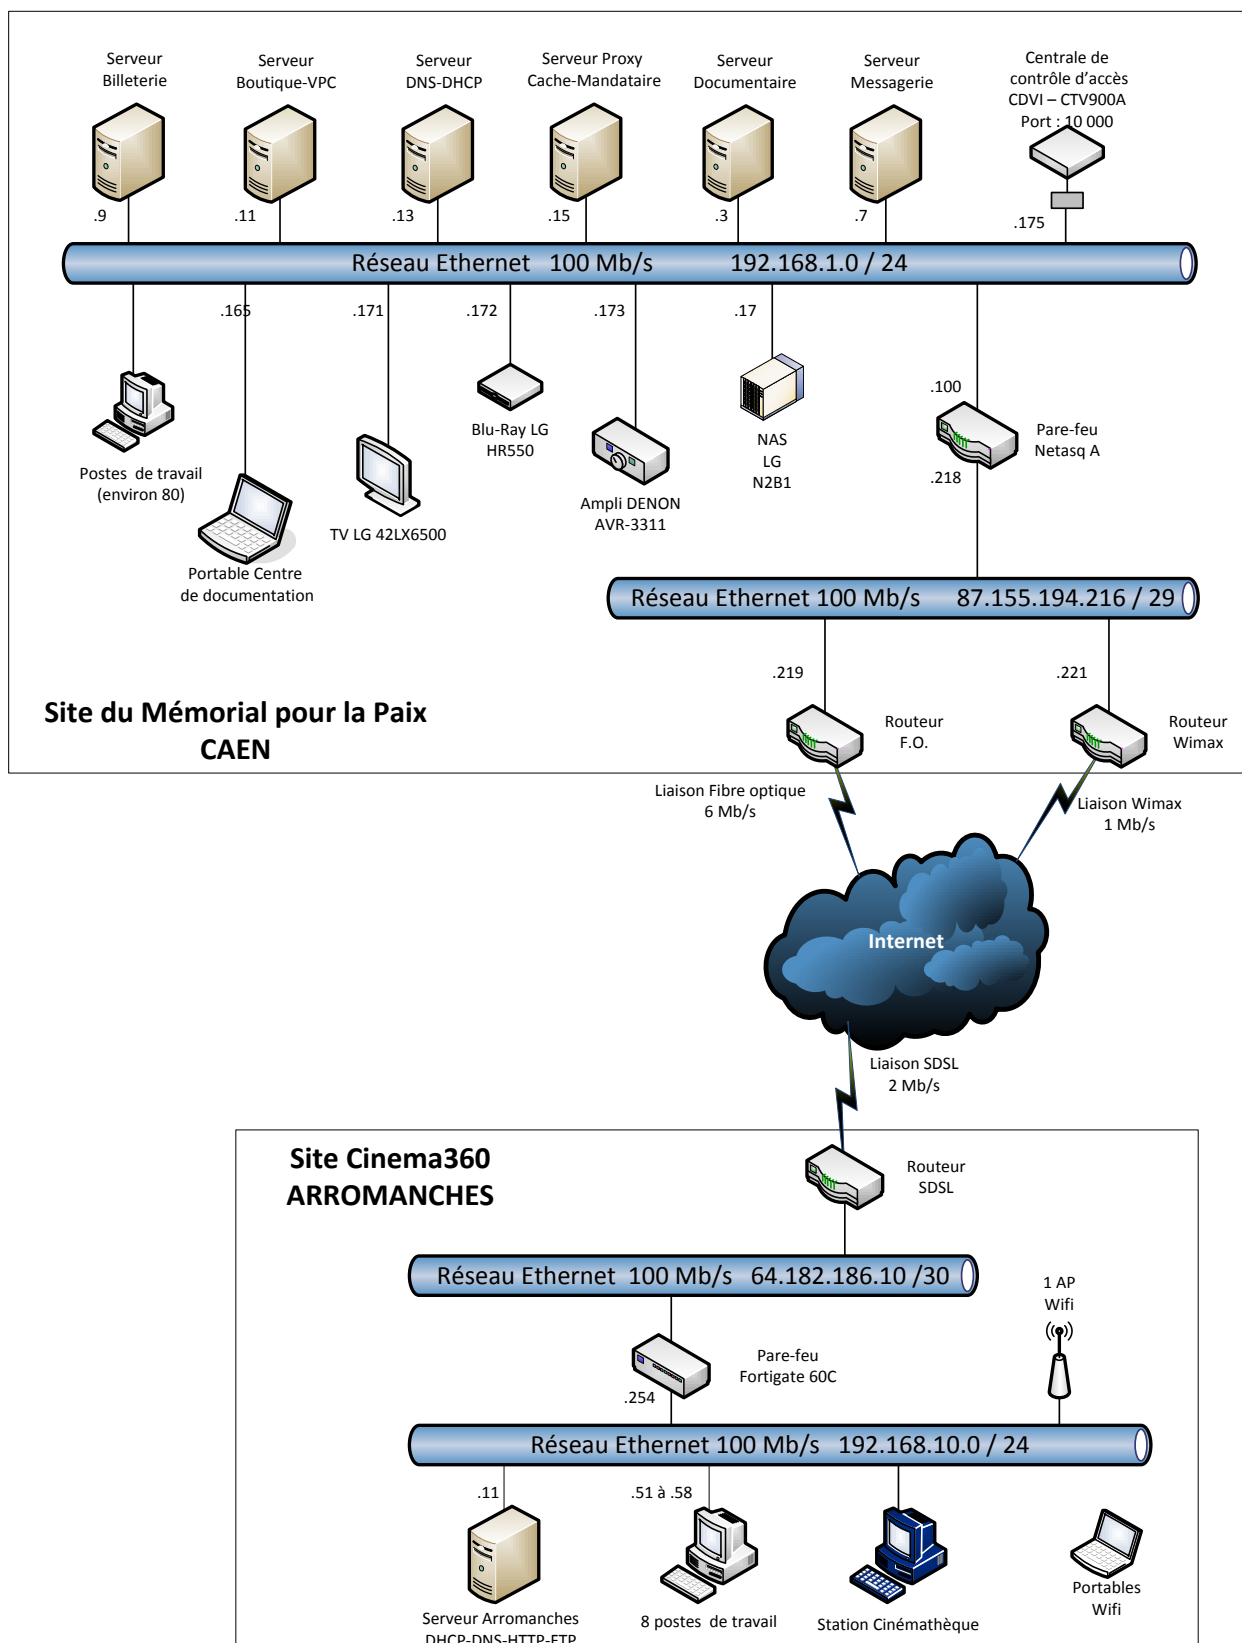 Serveur
Billeterie
Serveur
Boutique-VPC
Serveur
DNS-DHCP
Serveur Proxy
Cache-Mandataire
Serveur
Documentaire
Serveur
Messagerie
Centrale de
contrôle d'accès
CDVI – CTV900A
Port : 10 000
.9
.11
.13
.15
.3
.7
.175
Réseau Ethernet 100 Mb/s 192.168.1.0 / 24
.165
.171
.172
.173
.17
.100
Postes de travail
(environ 80)
Portable Centre
de documentation
TV LG 42LX6500
Blu-Ray LG
HR550
Ampli DENON
AVR-3311
NAS
LG
N2B1
Pare-feu
Netasq A
.218
Réseau Ethernet 100 Mb/s 87.155.194.216 / 29
.219
.221
Site du Mémorial pour la Paix
CAEN
Routeur
F.O.
Routeur
Wimax
Liaison Fibre optique
6 Mb/s
Liaison Wimax
1 Mb/s
Internet
Liaison SDSL
2 Mb/s
Site Cinema360
ARROMANCHES
Routeur
SDSL
Réseau Ethernet 100 Mb/s 64.182.186.10 /30
1 AP
Wifi
Pare-feu
Fortigate 60C
.254
Réseau Ethernet 100 Mb/s 192.168.10.0 / 24
.11
.51 à .58
Serveur Arromanches
DHCP-DNS-HTTP-FTP
8 postes de travail
Station Cinémathèque
Portables
Wifi